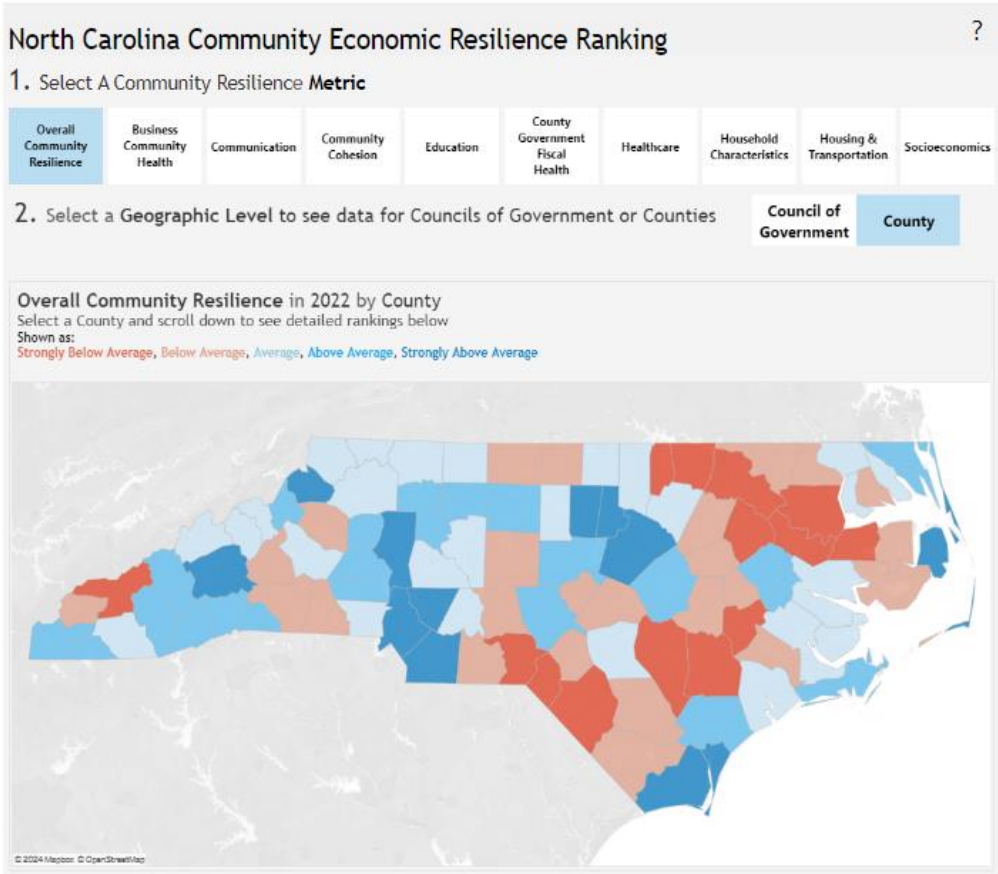 North Carolina Community Economic Resilience Ranking
?
1. Select A Community Resilience Metric
Overall
Community
Resilience
Business
Community
Health
Communication
Community
Cohesion
Education
County
Government
Fiscal
Health
Healthcare
Household
Characteristics
Housing &
Transportation
Socioeconomics
2. Select a Geographic Level to see data for Councils of Government or Counties
Council of
Government
County
Overall Community Resilience in 2022 by County
Select a County and scroll down to see detailed rankings below
Shown as:
Strongly Below Average, Below Average, Average, Above Average, Strongly Above Average
© 2024 Mapbox © OpenStreetMap